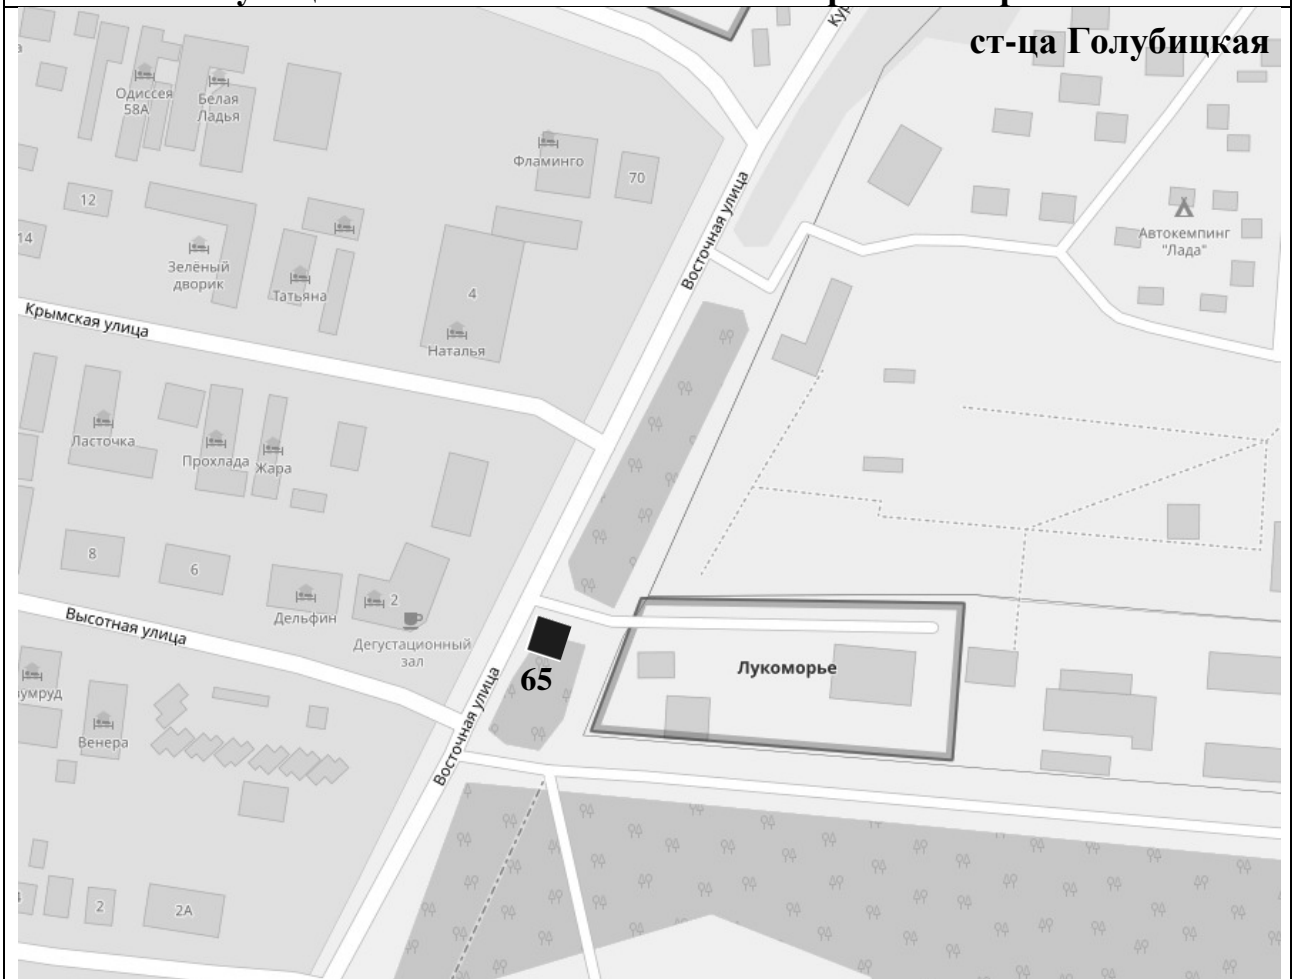 ст-ца Голубицкая
Одиссея
58А
Белая
Ладья
Фламинго
70
12
14
Зелёный
дворик
Татьяна
4
Наталья
Восточная улица
Автокемпинг
"Лада"
Крымская улица
Ласточка
Прохлада
Жара
8
6
Дельфин
2
Дегустационный
зал
Высотная улица
65
Лукоморье
Восточная улица
Венера
2
2А